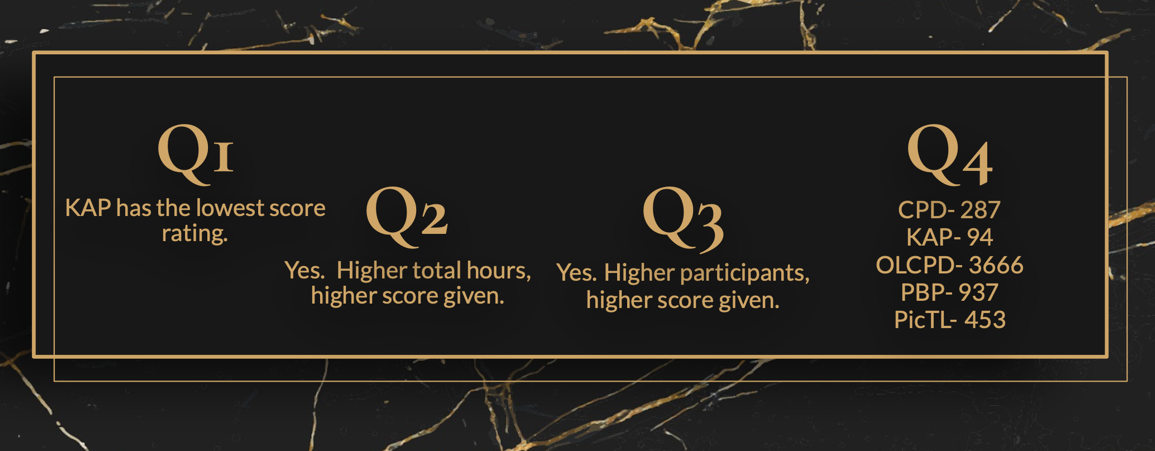 Q1
KAP has the lowest score
rating.
Q2
Yes.  Higher total hours,
higher score given.
Q3
Yes. Higher participants,
higher score given.
Q4
CPD- 287
KAP- 94
OLCPD- 3666
PBP- 937
PicTL- 453